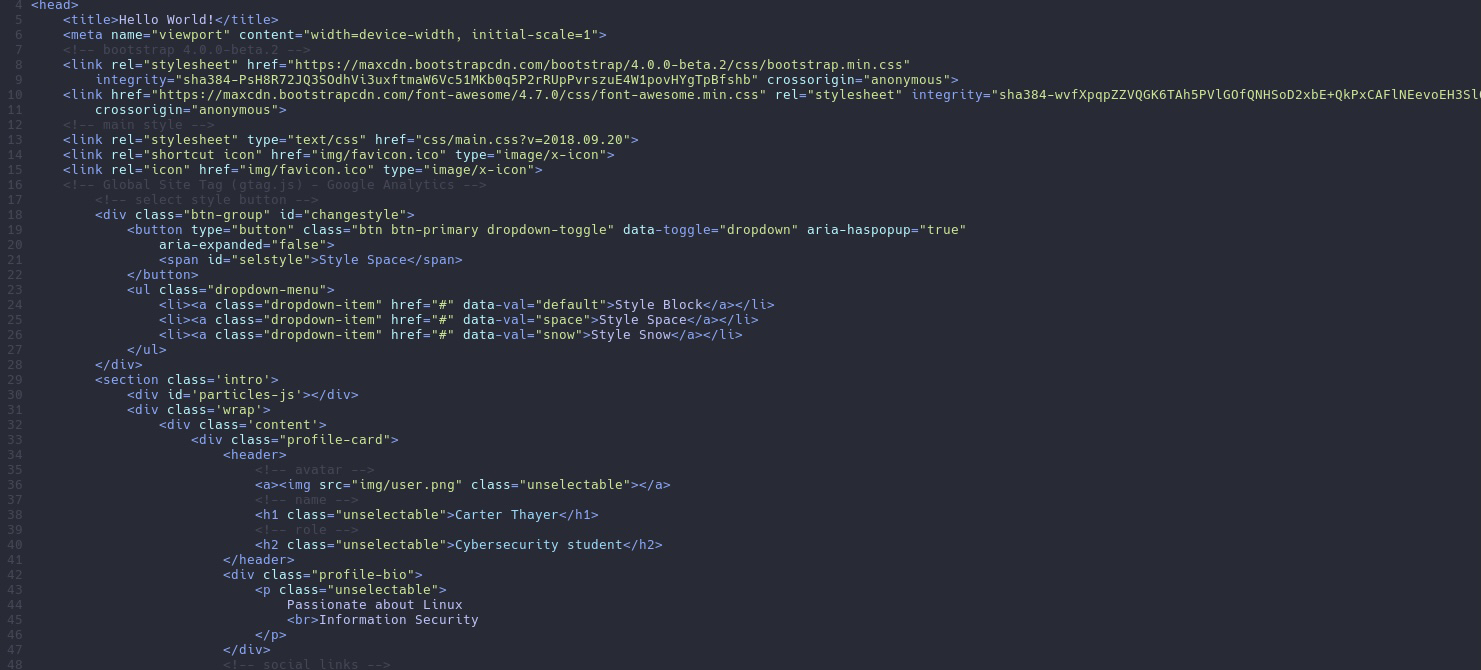 4 <head>
5     <title>Hello World!</title>
6     <meta name="viewport" content="width=device-width, initial-scale=1">
7     <!-- bootstrap 4.0.0-beta.2 -->
8     <link rel="stylesheet" href="https://maxcdn.bootstrapcdn.com/bootstrap/4.0.0-beta.2/css/bootstrap.min.css"
9         integrity="sha384-PsH8R72JQ3SOdhVi3uxftmaW6Vc51MKb0q5P2rRUpPvrszuE4W1povHYgTpBfshb" crossorigin="anonymous">
10     <link href="https://maxcdn.bootstrapcdn.com/font-awesome/4.7.0/css/font-awesome.min.css" rel="stylesheet" integrity="sha384-wvfXpqpZZVQGK6TAh5PVlGOfQNHSoD2xbE+QkPxCAFlNEevoEH3Sl
11         crossorigin="anonymous">
12     <!-- main style -->
13     <link rel="stylesheet" type="text/css" href="css/main.css?v=2018.09.20">
14     <link rel="shortcut icon" href="img/favicon.ico" type="image/x-icon">
15     <link rel="icon" href="img/favicon.ico" type="image/x-icon">
16     <!-- Global Site Tag (gtag.js) - Google Analytics -->
17         <!-- select style button -->
18         <div class="btn-group" id="changestyle">
19             <button type="button" class="btn btn-primary dropdown-toggle" data-toggle="dropdown" aria-haspopup="true"
20                 aria-expanded="false">
21                 <span id="selstyle">Style Space</span>
22             </button>
23             <ul class="dropdown-menu">
24                 <li><a class="dropdown-item" href="#" data-val="default">Style Block</a></li>
25                 <li><a class="dropdown-item" href="#" data-val="space">Style Space</a></li>
26                 <li><a class="dropdown-item" href="#" data-val="snow">Style Snow</a></li>
27             </ul>
28         </div>
29         <section class='intro'>
30             <div id='particles-js'></div>
31             <div class='wrap'>
32                 <div class='content'>
33                     <div class="profile-card">
34                         <header>
35                             <!-- avatar -->
36                             <a><img src="img/user.png" class="unselectable"></a>
37                             <!-- name -->
38                             <h1 class="unselectable">Carter Thayer</h1>
39                             <!-- role -->
40                             <h2 class="unselectable">Cybersecurity student</h2>
41                         </header>
42                         <div class="profile-bio">
43                             <p class="unselectable">
44                                 Passionate about Linux
45                                 <br>Information Security
46                             </p>
47                         </div>
48                         <!-- social links -->